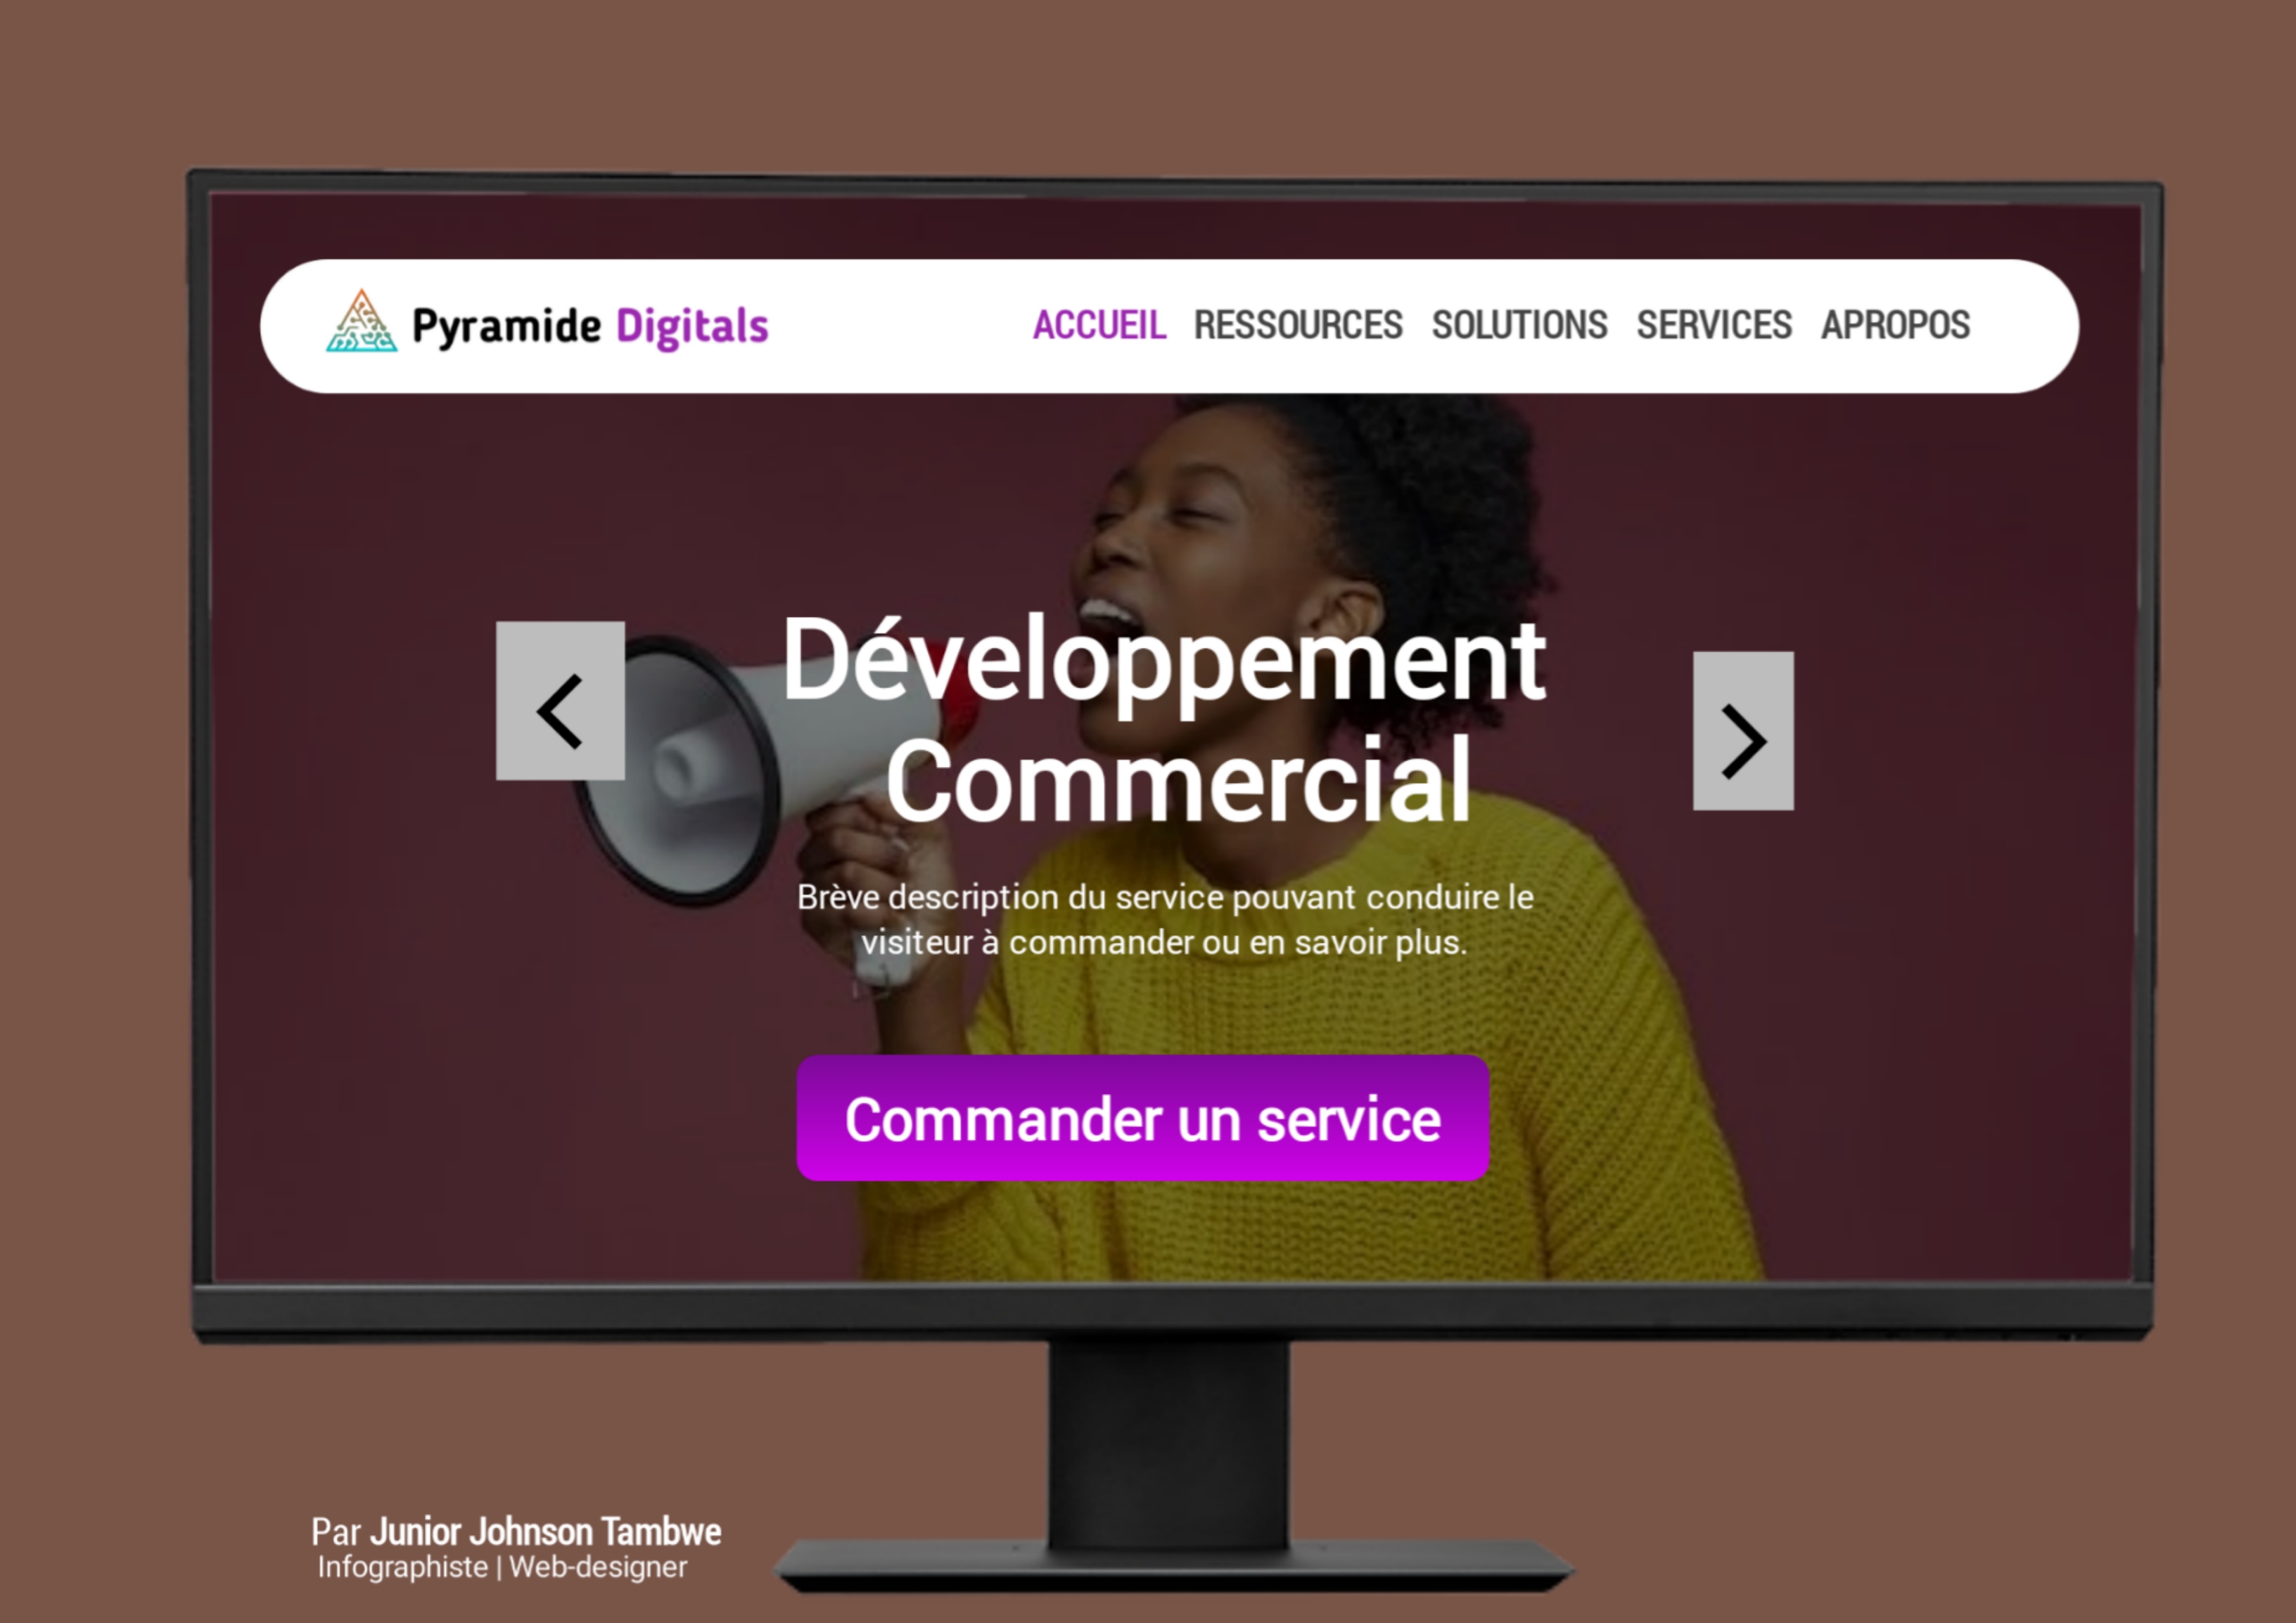 Pyramide Digitals
ACCUEIL RESSOURCES SOLUTIONS SERVICES APROPOS
Développement
Commercial
Brève description du service pouvant conduire le
visiteur à commander ou en savoir plus.
Commander un service
Par Junior Johnson Tambwe
Infographiste | Web-designer